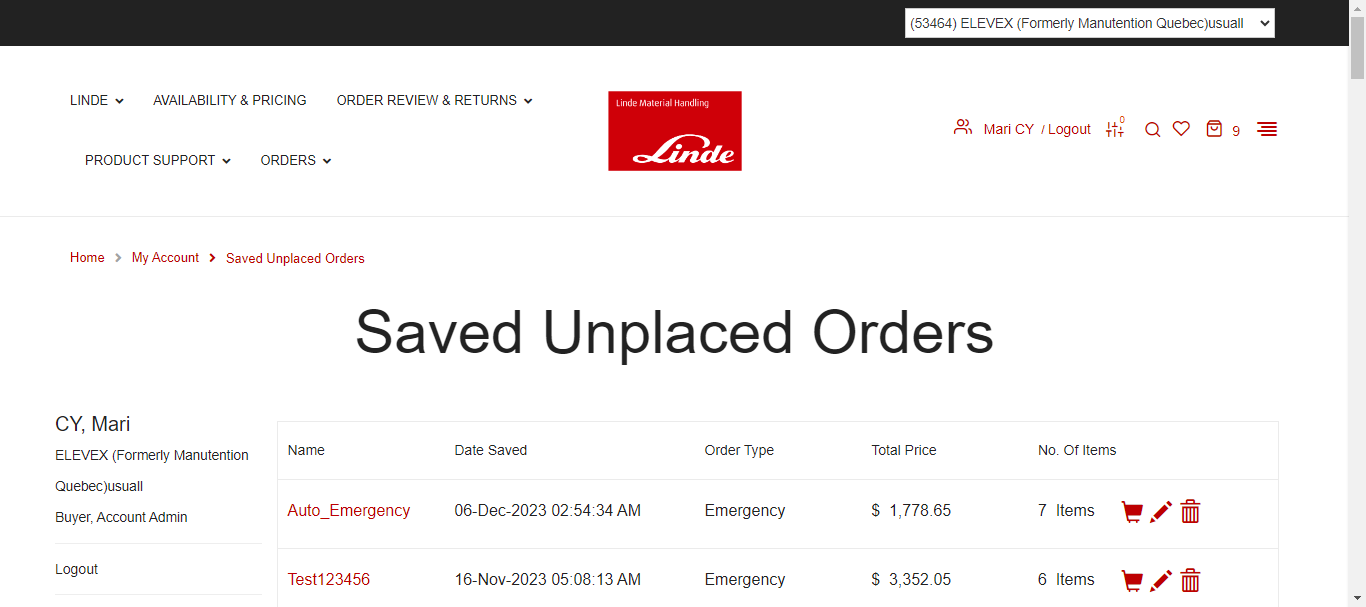 (53464) ELEVEX (Formerly Manutention Quebec)usuall
LINDE
AVAILABILITY & PRICING
ORDER REVIEW & RETURNS
PRODUCT SUPPORT
ORDERS
Linde Material Handling
Linde
Mari CY / Logout
0
9
Home
My Account
Saved Unplaced Orders
Saved Unplaced Orders
CY, Mari
ELEVEX (Formerly Manutention
Quebec)usuall
Buyer, Account Admin
Logout
Name Date Saved Order Type Total Price No. Of Items
Auto_Emergency 06-Dec-2023 02:54:34 AM Emergency $ 1,778.65 7 Items
Test123456 16-Nov-2023 05:08:13 AM Emergency $ 3,352.05 6 Items